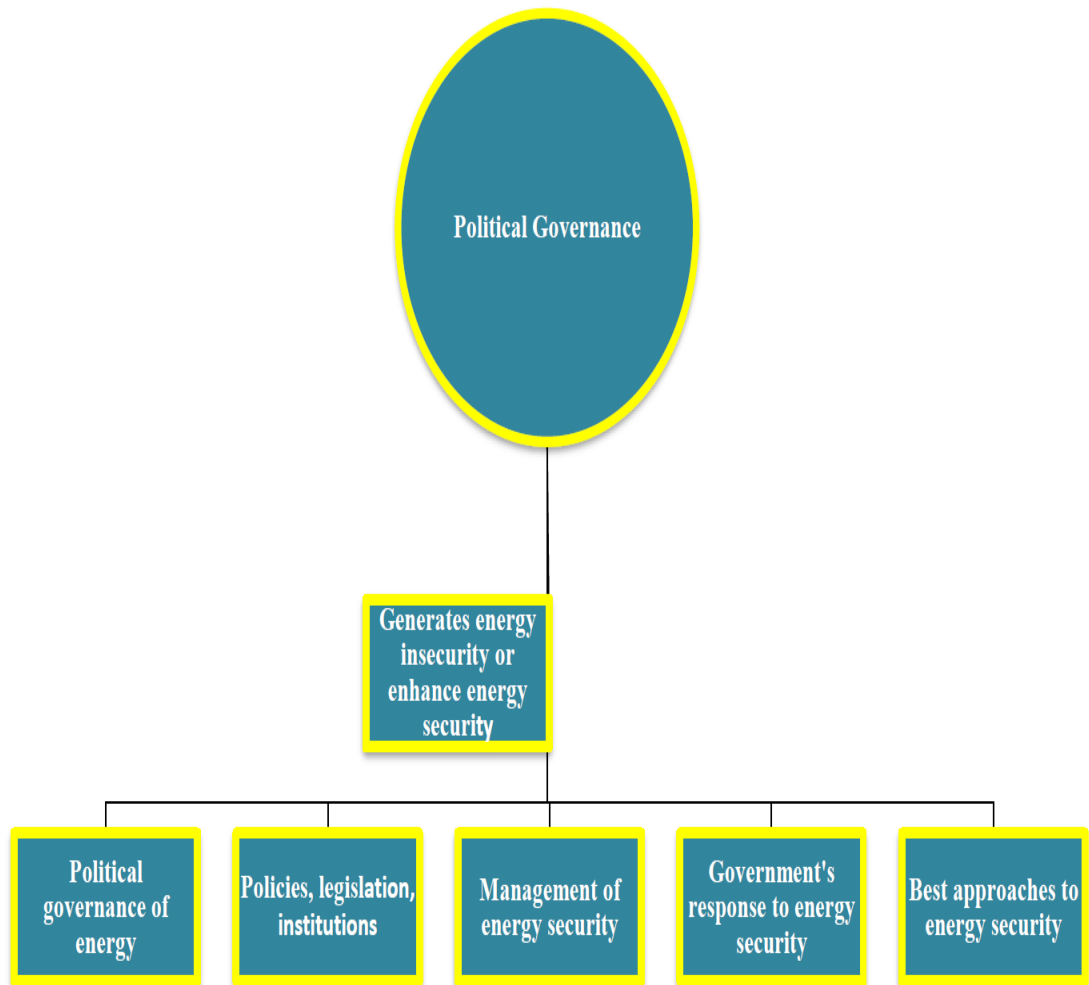 Political Governance
Generates energy
insecurity or
enhance energy
security
Political
governance of
energy
Policies, legislation,
institutions
Management of
energy security
Government's
response to energy
security
Best approaches to
energy security